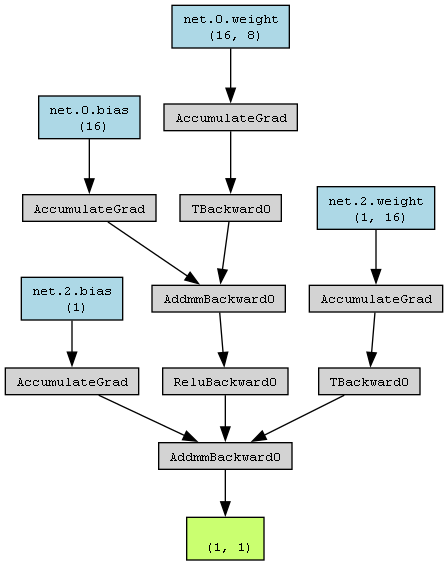 net.0.weight
(16, 8)
net.0.bias
(16)
AccumulateGrad
AccumulateGrad
TBackward0
net.2.weight
(1, 16)
net.2.bias
(1)
AddmmBackward0
AccumulateGrad
AccumulateGrad
ReluBackward0
TBackward0
AddmmBackward0
(1, 1)